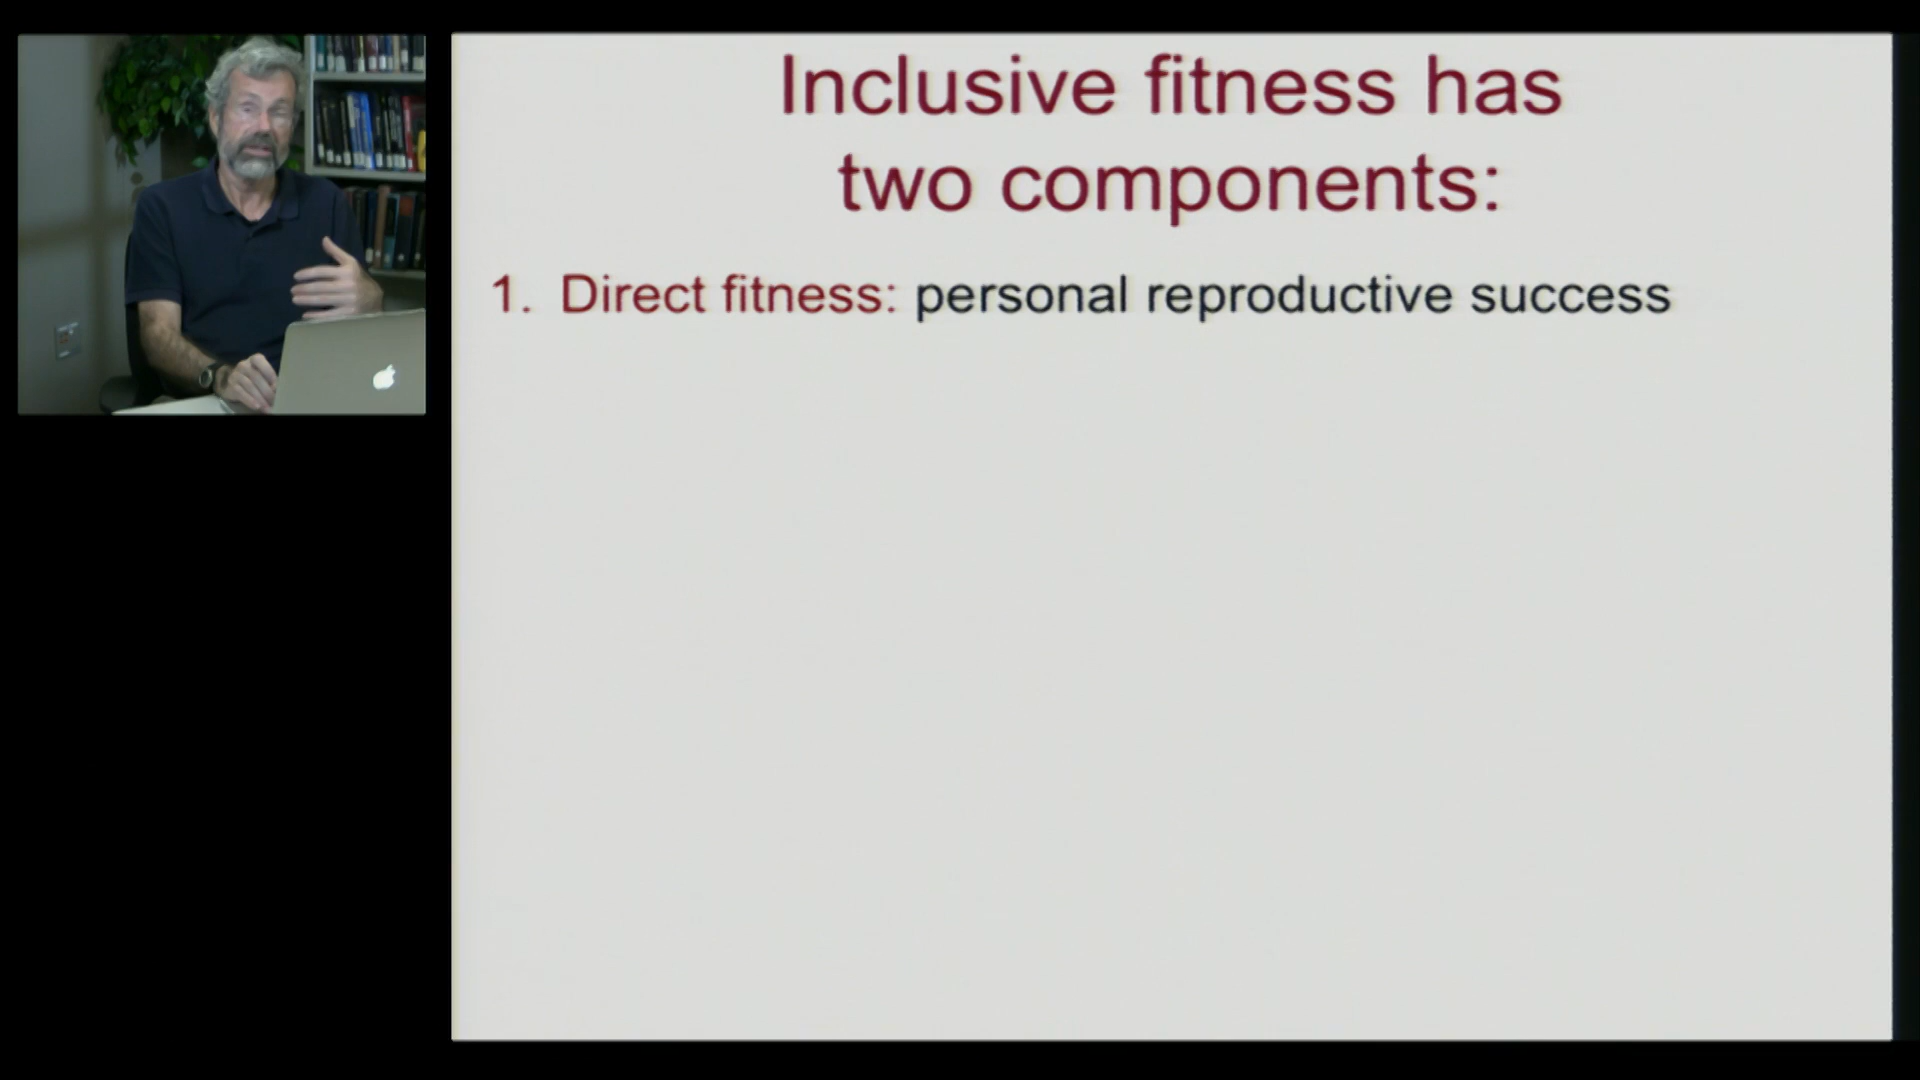 Inclusive fitness has
two components:
1. Direct fitness: personal reproductive success